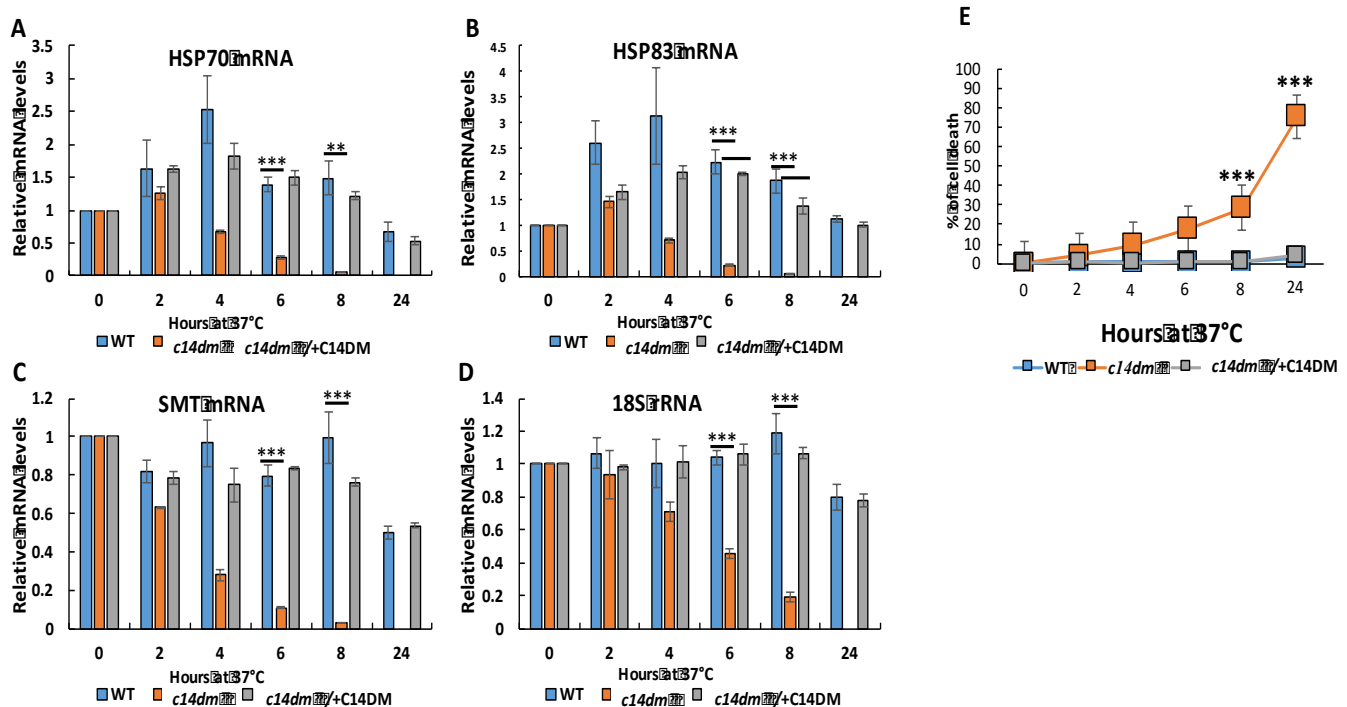 A
HSP70 mRNA
Relative mRNA levels
3.5
3
2.5
2
1.5
1
0.5
0
*** **
0 2 4 6 8 24
Hours at 37°C
WT c14dm c14dm /+C14DM
B
HSP83 mRNA
Relative mRNA levels
4.5
4
3.5
3
2.5
2
1.5
1
0.5
0
*** ***
0 2 4 6 8 24
Hours at 37°C
WT c14dm c14dm /+C14DM
E
% of cell death
100
90
80
70
60
50
40
30
20
10
0
*** ***
0 2 4 6 8 24
Hours at 37°C
WT c14dm c14dm /+C14DM
C
SMT mRNA
Relative mRNA levels
1.2
1
0.8
0.6
0.4
0.2
0
*** ***
0 2 4 6 8 24
Hours at 37°C
WT c14dm c14dm /+C14DM
D
18S rRNA
Relative mRNA levels
1.4
1.2
1
0.8
0.6
0.4
0.2
0
*** ***
0 2 4 6 8 24
Hours at 37°C
WT c14dm c14dm /+C14DM